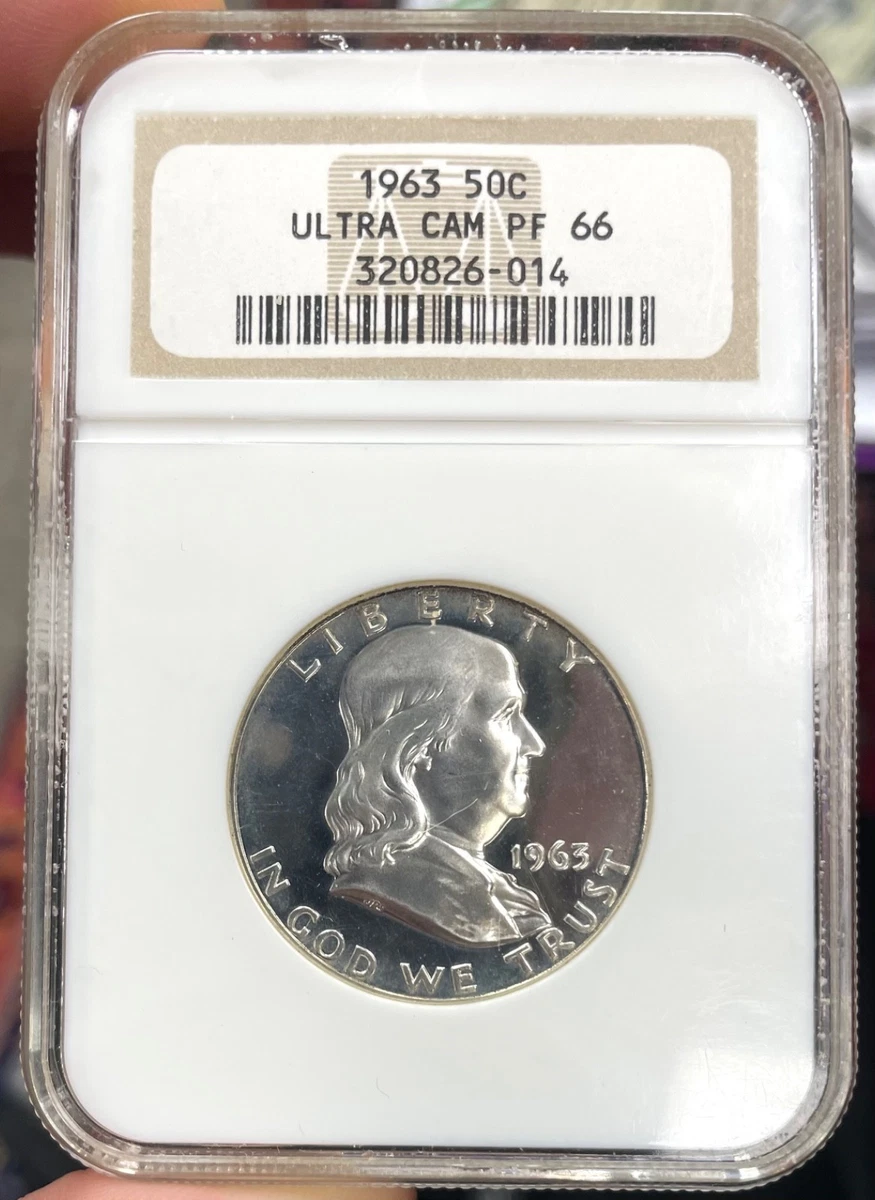 1963 50C
ULTRA CAM PF 66
320826-014
LIBERTY
1963
IN GOD WE TRUST